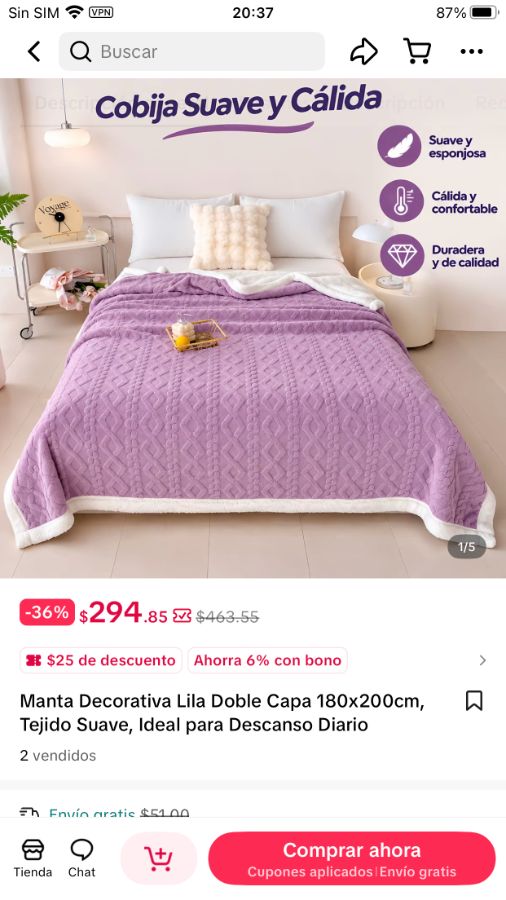 Sin SIM VPN 20:37 87%
Buscar
Cobija Suave y Cálida
Suave y
esponjosa
Cálida y
confortable
Duradera
y de calidad
Voyage
1/5
-36% $294.85 $463.55
$25 de descuento Ahorra 6% con bono
Manta Decorativa Lila Doble Capa 180x200cm,
Tejido Suave, Ideal para Descanso Diario
2 vendidos
Envío gratis $51.00
Tienda Chat
Comprar ahora
Cupones aplicados | Envío gratis